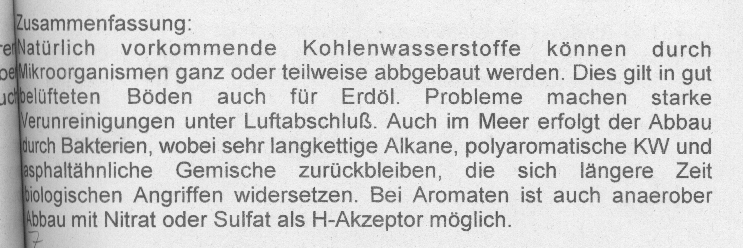 Zusammenfassung:
Natürlich vorkommende Kohlenwasserstoffe können durch
Mikroorganismen ganz oder teilweise abbgebaut werden. Dies gilt in gut
belüfteten Böden auch für Erdöl. Probleme machen starke
Verunreinigungen unter Luftabschluß. Auch im Meer erfolgt der Abbau
durch Bakterien, wobei sehr langkettige Alkane, polyaromatische KW und
asphaltähnliche Gemische zurückbleiben, die sich längere Zeit
biologischen Angriffen widersetzen. Bei Aromaten ist auch anaerober
Abbau mit Nitrat oder Sulfat als H-Akzeptor möglich.